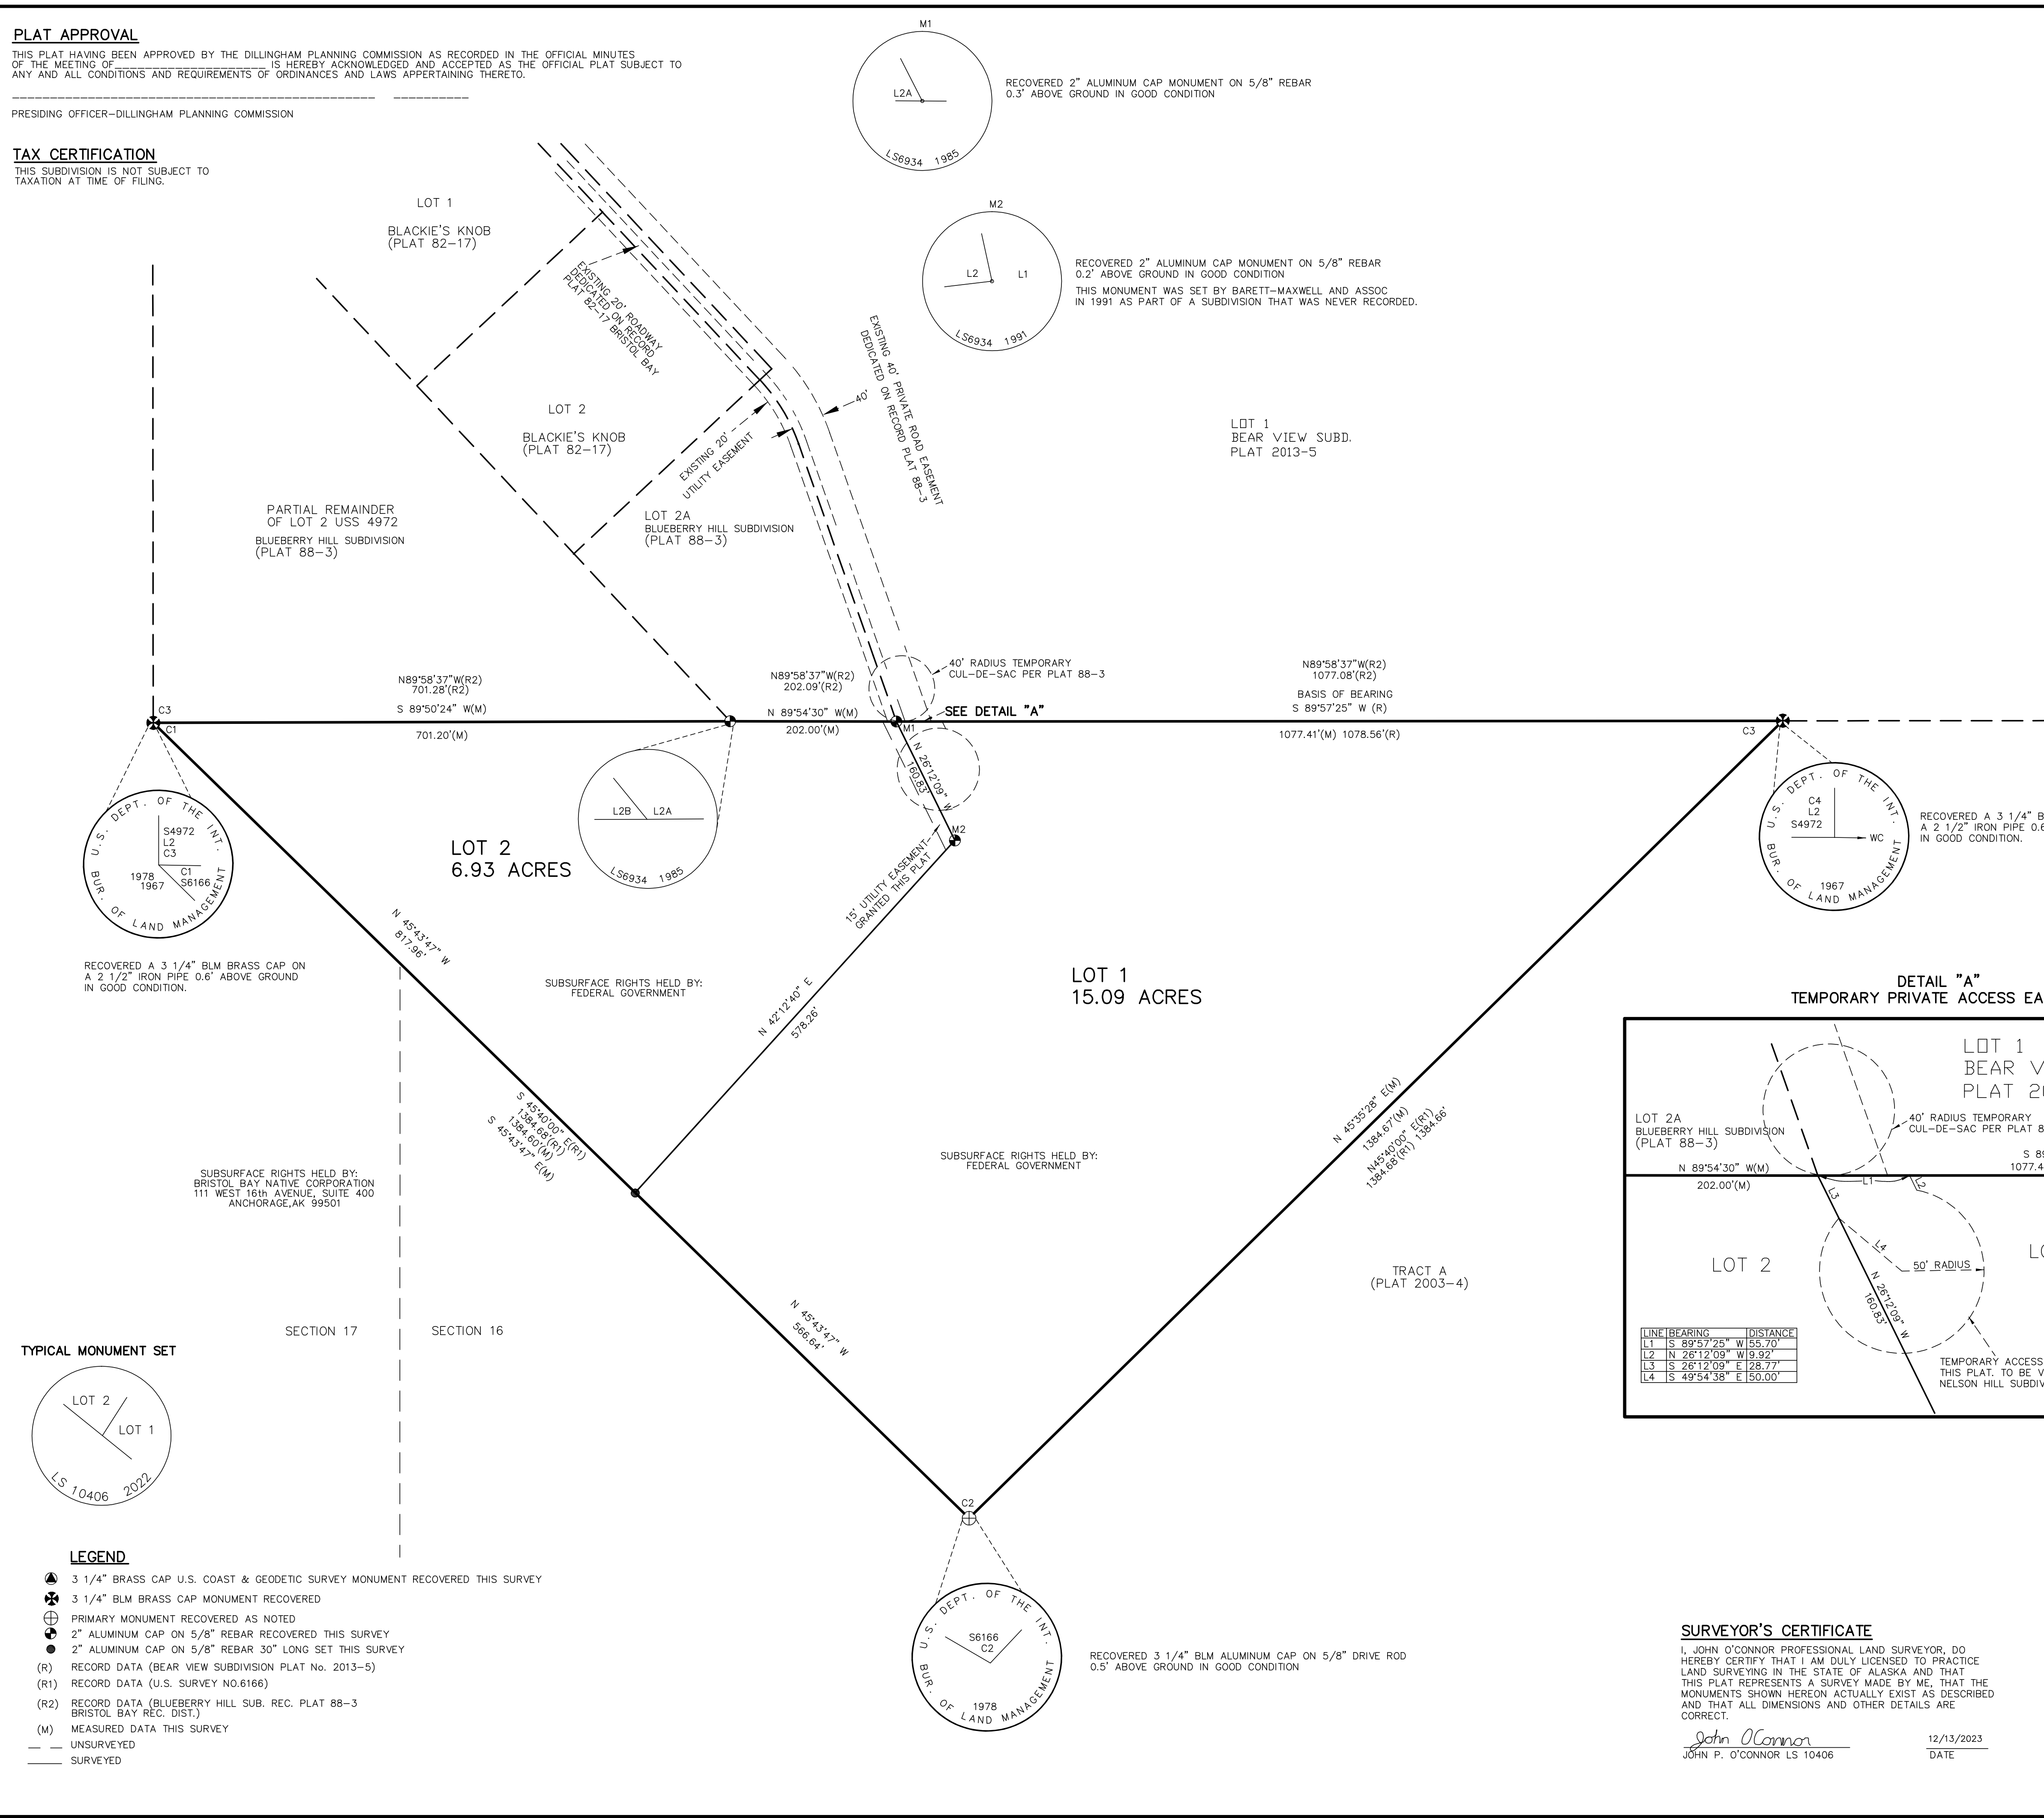 PLAT APPROVAL
THIS PLAT HAVING BEEN APPROVED BY THE DILLINGHAM PLANNING COMMISSION AS RECORDED IN THE OFFICIAL MINUTES
OF THE MEETING OF____________________ IS HEREBY ACKNOWLEDGED AND ACCEPTED AS THE OFFICIAL PLAT SUBJECT TO
ANY AND ALL CONDITIONS AND REQUIREMENTS OF ORDINANCES AND LAWS APPERTAINING THERETO.
PRESIDING OFFICER-DILLINGHAM PLANNING COMMISSION
TAX CERTIFICATION
THIS SUBDIVISION IS NOT SUBJECT TO
TAXATION AT TIME OF FILING.
M1
L2A
LS6934 1985
RECOVERED 2" ALUMINUM CAP MONUMENT ON 5/8" REBAR
0.3' ABOVE GROUND IN GOOD CONDITION
M2
L2
L1
LS6934 1991
RECOVERED 2" ALUMINUM CAP MONUMENT ON 5/8" REBAR
0.2' ABOVE GROUND IN GOOD CONDITION
THIS MONUMENT WAS SET BY BARETT-MAXWELL AND ASSOC
IN 1991 AS PART OF A SUBDIVISION THAT WAS NEVER RECORDED.
LOT 1
BLACKIE'S KNOB
(PLAT 82-17)
EXISTING 20' ROADWAY
DEDICATED ON RECORD
PLAT 82-17 BRISTOL BAY
LOT 2
BLACKIE'S KNOB
(PLAT 82-17)
EXISTING 20'
UTILITY EASEMENT
40'
EXISTING 40' PRIVATE ROAD EASEMENT
DEDICATED ON RECORD PLAT 88-3
LOT 1
BEAR VIEW SUBD.
PLAT 2013-5
PARTIAL REMAINDER
OF LOT 2 USS 4972
BLUEBERRY HILL SUBDIVISION
(PLAT 88-3)
LOT 2A
BLUEBERRY HILL SUBDIVISION
(PLAT 88-3)
N89°58'37"W(R2)
701.28'(R2)
S 89°50'24" W(M)
701.20'(M)
N89°58'37"W(R2)
202.09'(R2)
N 89°54'30" W(M)
202.00'(M)
40' RADIUS TEMPORARY
CUL-DE-SAC PER PLAT 88-3
SEE DETAIL "A"
N89°58'37"W(R2)
1077.08'(R2)
BASIS OF BEARING
S 89°57'25" W (R)
1077.41'(M) 1078.56'(R)
C3
C1
M1
C3
N 26°12'09" W
160.83'
M2
U.S. DEPT. OF THE INT.
S4972
L2
C3
C1
S6166
1978
1967
BUR. OF LAND MANAGEMENT
RECOVERED A 3 1/4" BLM BRASS CAP ON
A 2 1/2" IRON PIPE 0.6' ABOVE GROUND
IN GOOD CONDITION.
L2B
L2A
LS6934 1985
LOT 2
6.93 ACRES
15' UTILITY EASEMENT
GRANTED THIS PLAT
U.S. DEPT. OF THE INT.
C4
L2
S4972
WC
1967
BUR. OF LAND MANAGEMENT
RECOVERED A 3 1/4" B
A 2 1/2" IRON PIPE 0.6
IN GOOD CONDITION.
N 45°43'47" W
817.96'
SUBSURFACE RIGHTS HELD BY:
FEDERAL GOVERNMENT
N 42°12'40" E
578.26'
LOT 1
15.09 ACRES
S 45°40'00" E(R1)
1384.68'(R1)
1384.60'(M)
S 45°43'47" E(M)
SUBSURFACE RIGHTS HELD BY:
BRISTOL BAY NATIVE CORPORATION
111 WEST 16th AVENUE, SUITE 400
ANCHORAGE,AK 99501
SUBSURFACE RIGHTS HELD BY:
FEDERAL GOVERNMENT
N 45°35'28" E(M)
1384.67'(M)
N45°40'00" E(R1)
1384.68'(R1) 1384.66'
TRACT A
(PLAT 2003-4)
SECTION 17
SECTION 16
N 45°43'47" W
566.64'
DETAIL "A"
TEMPORARY PRIVATE ACCESS EA
LOT 1
BEAR V
PLAT 2
LOT 2A
BLUEBERRY HILL SUBDIVISION
(PLAT 88-3)
40' RADIUS TEMPORARY
CUL-DE-SAC PER PLAT 8
N 89°54'30" W(M)
202.00'(M)
S 89
1077.4
L1
L2
L3
L4
LOT 2
LO
50' RADIUS
N 26°12'09" W
160.83'
LINE BEARING DISTANCE
L1 S 89°57'25" W 55.70'
L2 N 26°12'09" W 9.92'
L3 S 26°12'09" E 28.77'
L4 S 49°54'38" E 50.00'
TEMPORARY ACCESS
THIS PLAT. TO BE V
NELSON HILL SUBDIV
TYPICAL MONUMENT SET
LOT 2
LOT 1
LS 10406 2022
C2
U.S. DEPT. OF THE INT.
S6166
C2
1978
BUR. OF LAND MANAGEMENT
RECOVERED 3 1/4" BLM ALUMINUM CAP ON 5/8" DRIVE ROD
0.5' ABOVE GROUND IN GOOD CONDITION
LEGEND
3 1/4" BRASS CAP U.S. COAST & GEODETIC SURVEY MONUMENT RECOVERED THIS SURVEY
3 1/4" BLM BRASS CAP MONUMENT RECOVERED
PRIMARY MONUMENT RECOVERED AS NOTED
2" ALUMINUM CAP ON 5/8" REBAR RECOVERED THIS SURVEY
2" ALUMINUM CAP ON 5/8" REBAR 30" LONG SET THIS SURVEY
(R) RECORD DATA (BEAR VIEW SUBDIVISION PLAT No. 2013-5)
(R1) RECORD DATA (U.S. SURVEY NO.6166)
(R2) RECORD DATA (BLUEBERRY HILL SUB. REC. PLAT 88-3
BRISTOL BAY REC. DIST.)
(M) MEASURED DATA THIS SURVEY
UNSURVEYED
SURVEYED
SURVEYOR'S CERTIFICATE
I, JOHN O'CONNOR PROFESSIONAL LAND SURVEYOR, DO
HEREBY CERTIFY THAT I AM DULY LICENSED TO PRACTICE
LAND SURVEYING IN THE STATE OF ALASKA AND THAT
THIS PLAT REPRESENTS A SURVEY MADE BY ME, THAT THE
MONUMENTS SHOWN HEREON ACTUALLY EXIST AS DESCRIBED
AND THAT ALL DIMENSIONS AND OTHER DETAILS ARE
CORRECT.
John O'Connor
JOHN P. O'CONNOR LS 10406
12/13/2023
DATE